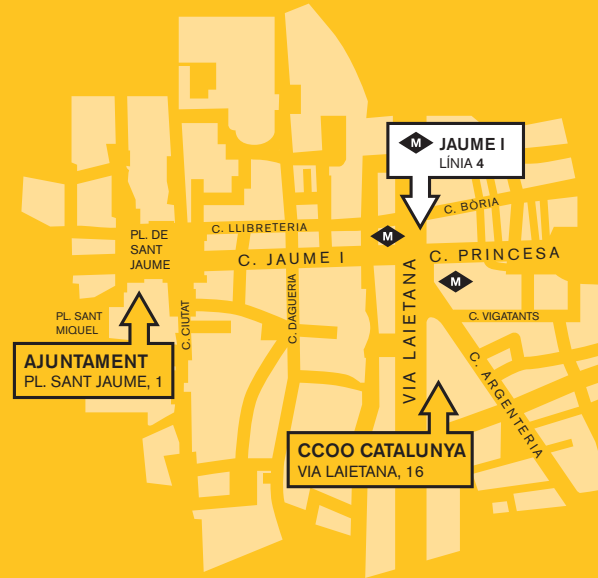 M JAUME I
LÍNIA 4
C. BÒRIA
C. LLIBRETERIA
M
PL. DE
SANT
JAUME
C. JAUME I
C. PRINCESA
M
PL. SANT
MIQUEL
C. CIUTAT
C. DAGUERIA
VIA LAIETANA
C. VIGATANTS
C. ARGENTERIA
AJUNTAMENT
PL. SANT JAUME, 1
CCOO CATALUNYA
VIA LAIETANA, 16